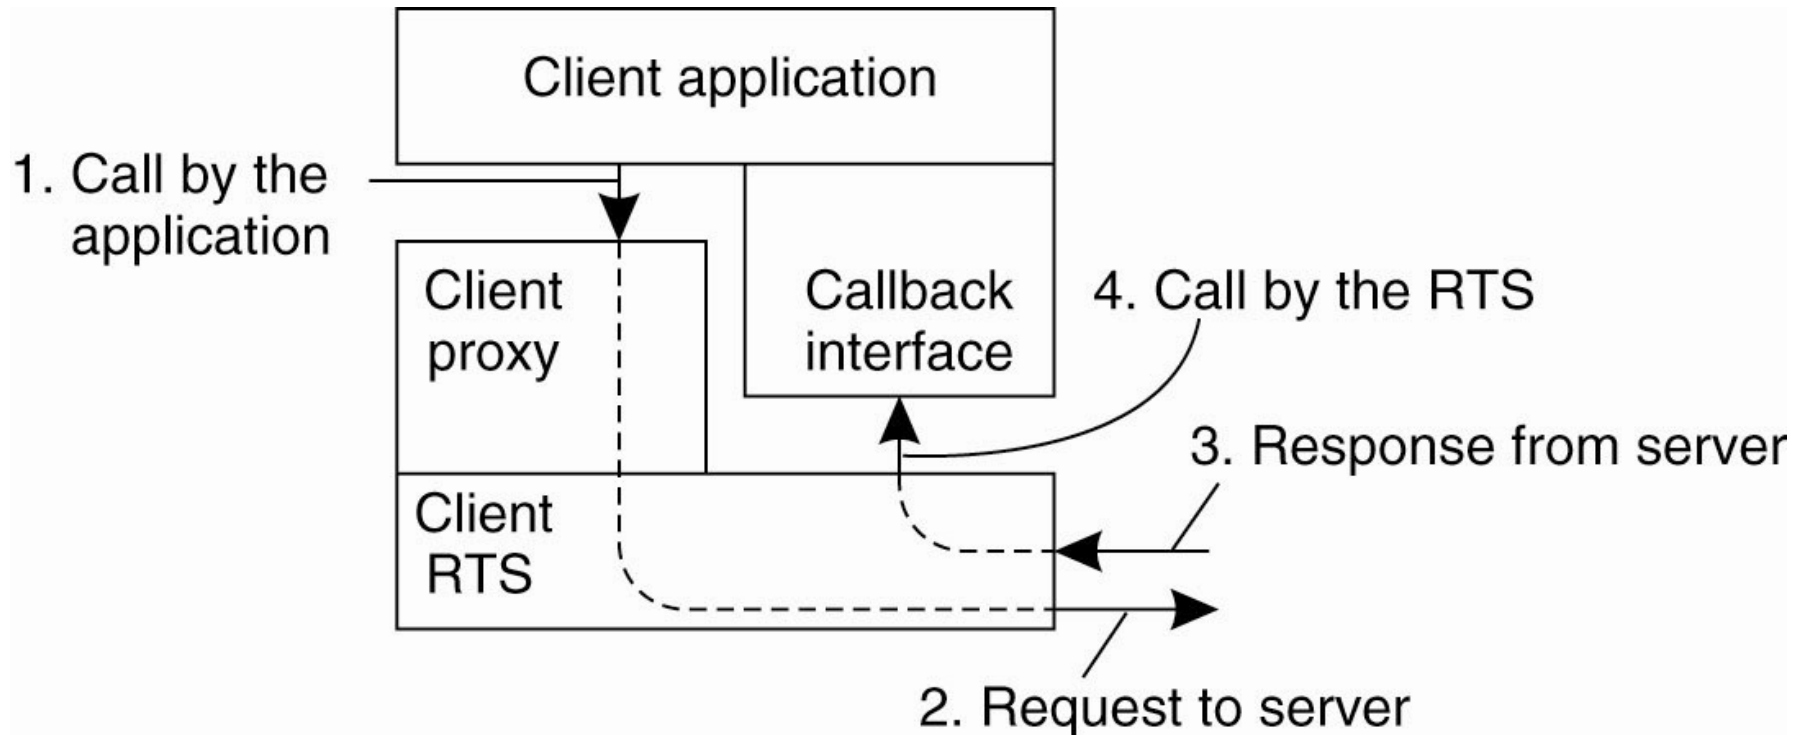 Client application
1. Call by the
application
Client
proxy
Callback
interface
4. Call by the RTS
3. Response from server
Client
RTS
2. Request to server